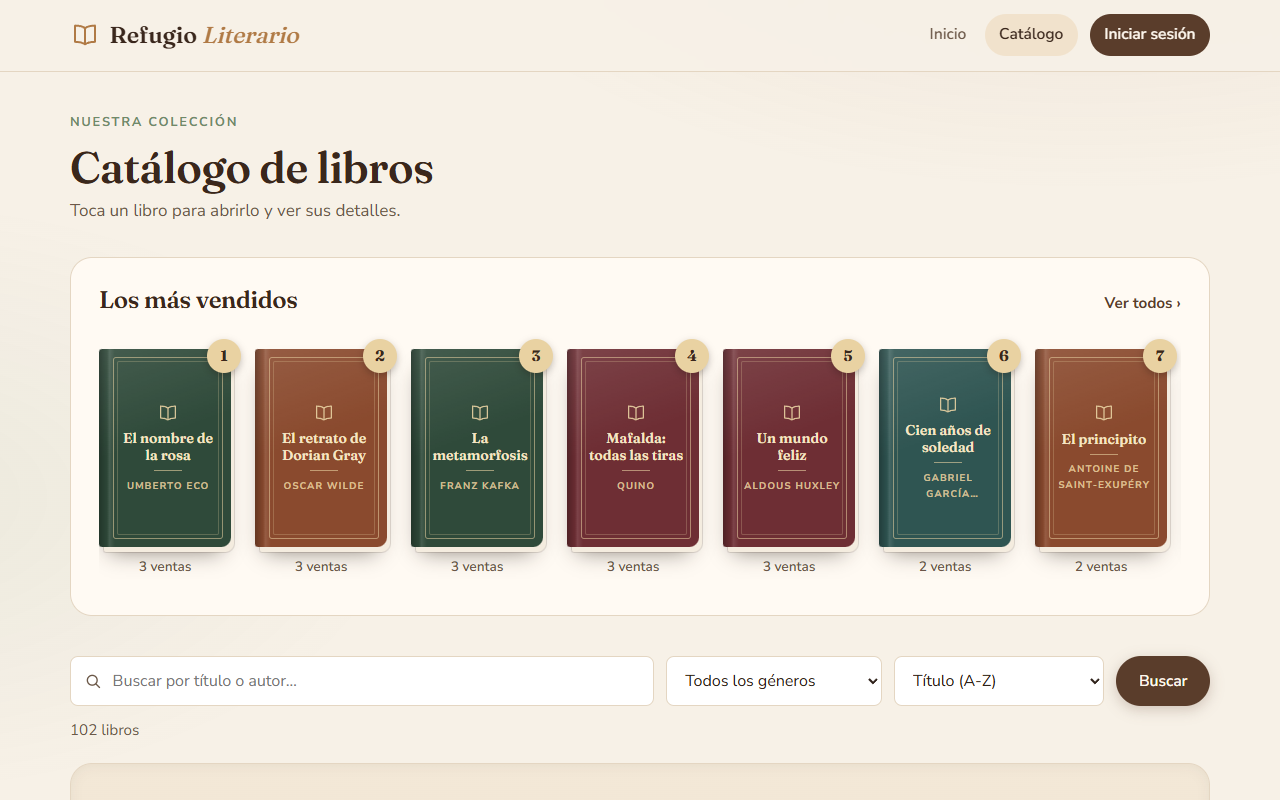 Refugio Literario
Inicio
Catálogo
Iniciar sesión
NUESTRA COLECCIÓN
Catálogo de libros
Toca un libro para abrirlo y ver sus detalles.
Los más vendidos
Ver todos ›
1
El nombre de
la rosa
UMBERTO ECO
3 ventas
2
El retrato de
Dorian Gray
OSCAR WILDE
3 ventas
3
La
metamorfosis
FRANZ KAFKA
3 ventas
4
Mafalda:
todas las tiras
QUINO
3 ventas
5
Un mundo
feliz
ALDOUS HUXLEY
3 ventas
6
Cien años de
soledad
GABRIEL
GARCÍA…
2 ventas
7
El principito
ANTOINE DE
SAINT-EXUPÉRY
2 ventas
Buscar por título o autor...
Todos los géneros
Título (A-Z)
Buscar
102 libros